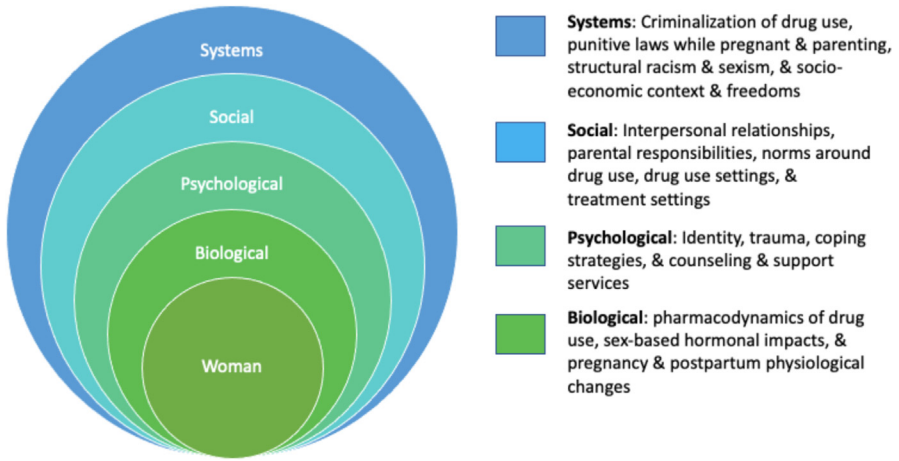 Systems
Social
Psychological
Biological
Woman
Systems: Criminalization of drug use,
punitive laws while pregnant & parenting,
structural racism & sexism, & socio-
economic context & freedoms
Social: Interpersonal relationships,
parental responsibilities, norms around
drug use, drug use settings, &
treatment settings
Psychological: Identity, trauma, coping
strategies, & counseling & support
services
Biological: pharmacodynamics of drug
use, sex-based hormonal impacts, &
pregnancy & postpartum physiological
changes